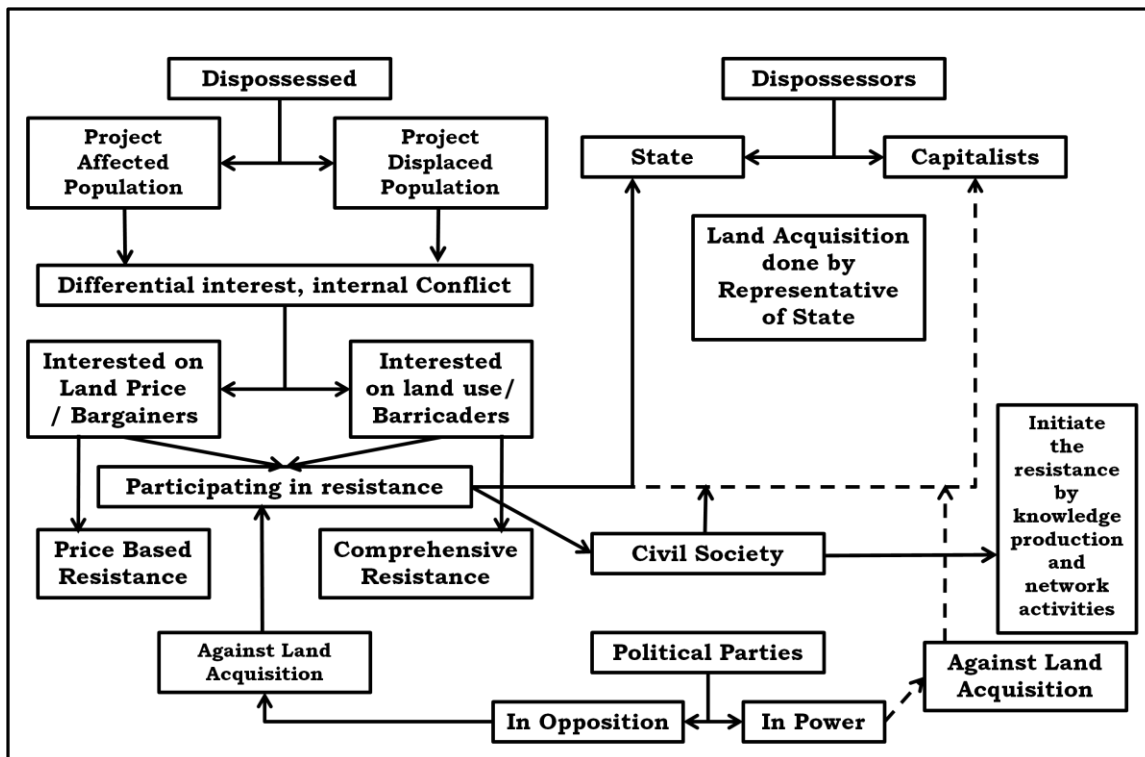 Dispossessed
Dispossessors
Project
Affected
Population
Project
Displaced
Population
State
Capitalists
Land Acquisition
done by
Representative
of State
Differential interest, internal Conflict
Interested on
Land Price
/ Bargainers
Interested
on land use/
Barricaders
Initiate
the
resistance
by
knowledge
production
and
network
activities
Participating in resistance
Price Based
Resistance
Comprehensive
Resistance
Civil Society
Against Land
Acquisition
Political Parties
Against Land
Acquisition
In Opposition
In Power